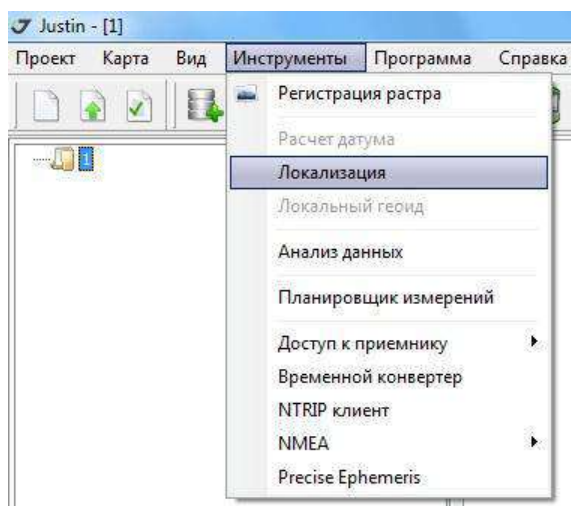 Justin - [1]
Проект Карта Вид Инструменты Программа Справка
Регистрация растра
Расчет датума
1
Локализация
Локальный геоид
Анализ данных
Планировщик измерений
Доступ к приемнику
Временной конвертер
NTRIP клиент
NMEA
Precise Ephemeris